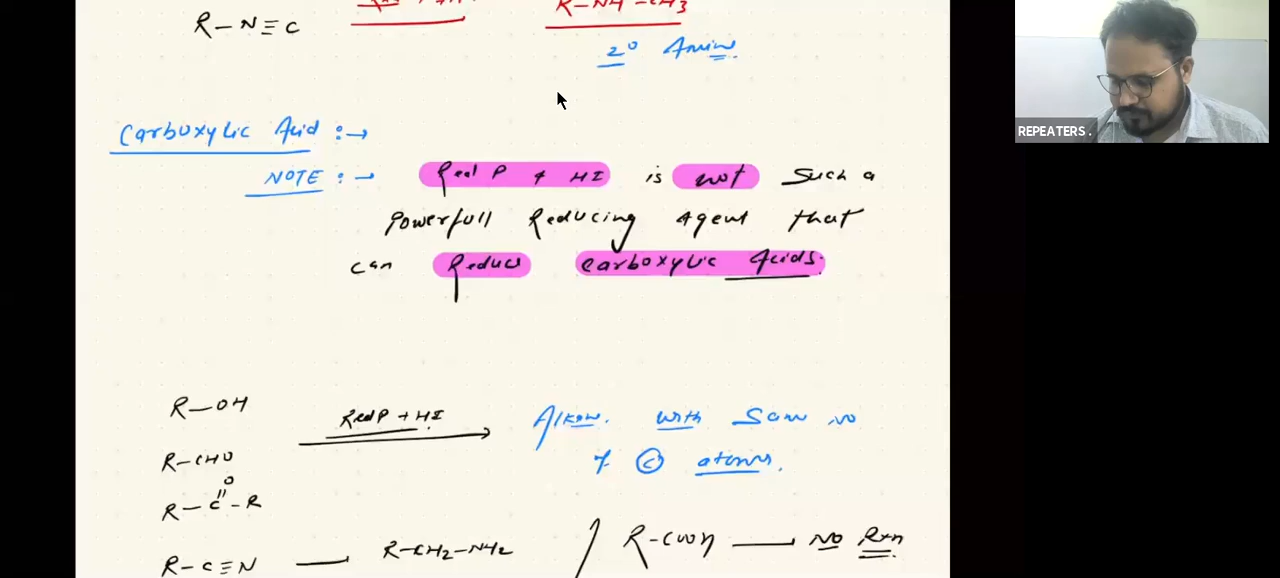 R-N≡C
R-NH-CH3
2° Amine
REPEATERS .
Carboxylic Acid :→
NOTE :→ Red P + HI is not Such a
Powerfull Reducing Agent that
can Reduce Carboxylic Acids.
R-OH
Red P + HI
Alkane. with Same no
of C atoms.
R-CHO
O
R-C-R
R-C≡N — R-CH2-NH2 / R-COOH — No Rxn